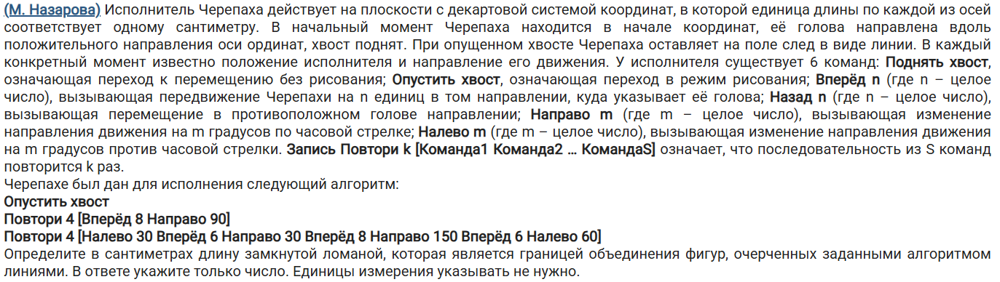 (М. Назарова) Исполнитель Черепаха действует на плоскости с декартовой системой координат, в которой единица длины по каждой из осей
соответствует одному сантиметру. В начальный момент Черепаха находится в начале координат, её голова направлена вдоль
положительного направления оси ординат, хвост поднят. При опущенном хвосте Черепаха оставляет на поле след в виде линии. В каждый
конкретный момент известно положение исполнителя и направление его движения. У исполнителя существует 6 команд: Поднять хвост,
означающая переход к перемещению без рисования; Опустить хвост, означающая переход в режим рисования; Вперёд n (где n – целое
число), вызывающая передвижение Черепахи на n единиц в том направлении, куда указывает её голова; Назад n (где n – целое число),
вызывающая перемещение в противоположном голове направлении; Направо m (где m – целое число), вызывающая изменение
направления движения на m градусов по часовой стрелке; Налево m (где m – целое число), вызывающая изменение направления движения
на m градусов против часовой стрелки. Запись Повтори k [Команда1 Команда2 … КомандаS] означает, что последовательность из S команд
повторится k раз.
Черепахе был дан для исполнения следующий алгоритм:
Опустить хвост
Повтори 4 [Вперёд 8 Направо 90]
Повтори 4 [Налево 30 Вперёд 6 Направо 30 Вперёд 8 Направо 150 Вперёд 6 Налево 60]
Определите в сантиметрах длину замкнутой ломаной, которая является границей объединения фигур, очерченных заданными алгоритмом
линиями. В ответе укажите только число. Единицы измерения указывать не нужно.